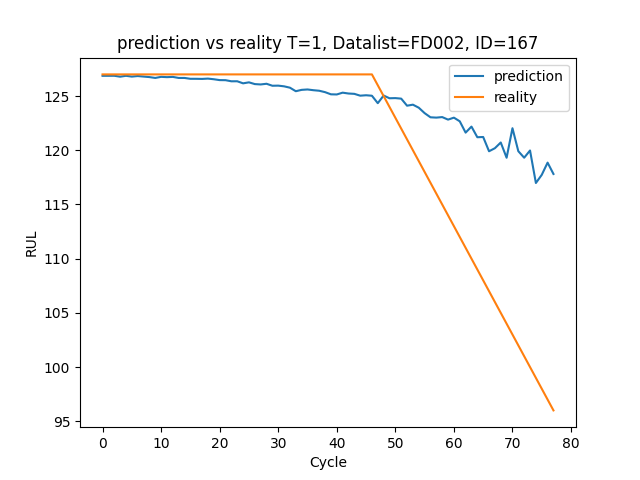 prediction vs reality T=1, Datalist=FD002, ID=167
prediction
reality
RUL
125
120
115
110
105
100
95
0 10 20 30 40 50 60 70 80
Cycle